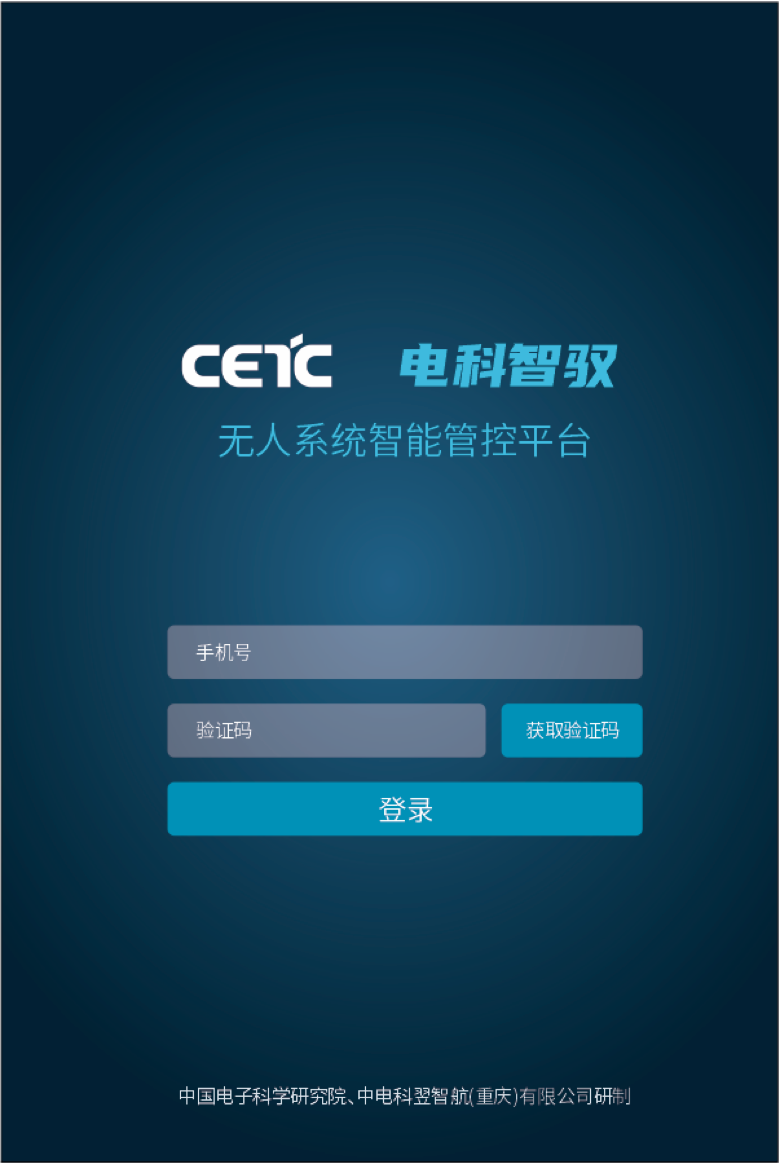 CETC 电科智驭
无人系统智能管控平台
手机号
验证码 获取验证码
登录
中国电子科学研究院、中电科翌智航(重庆)有限公司研制